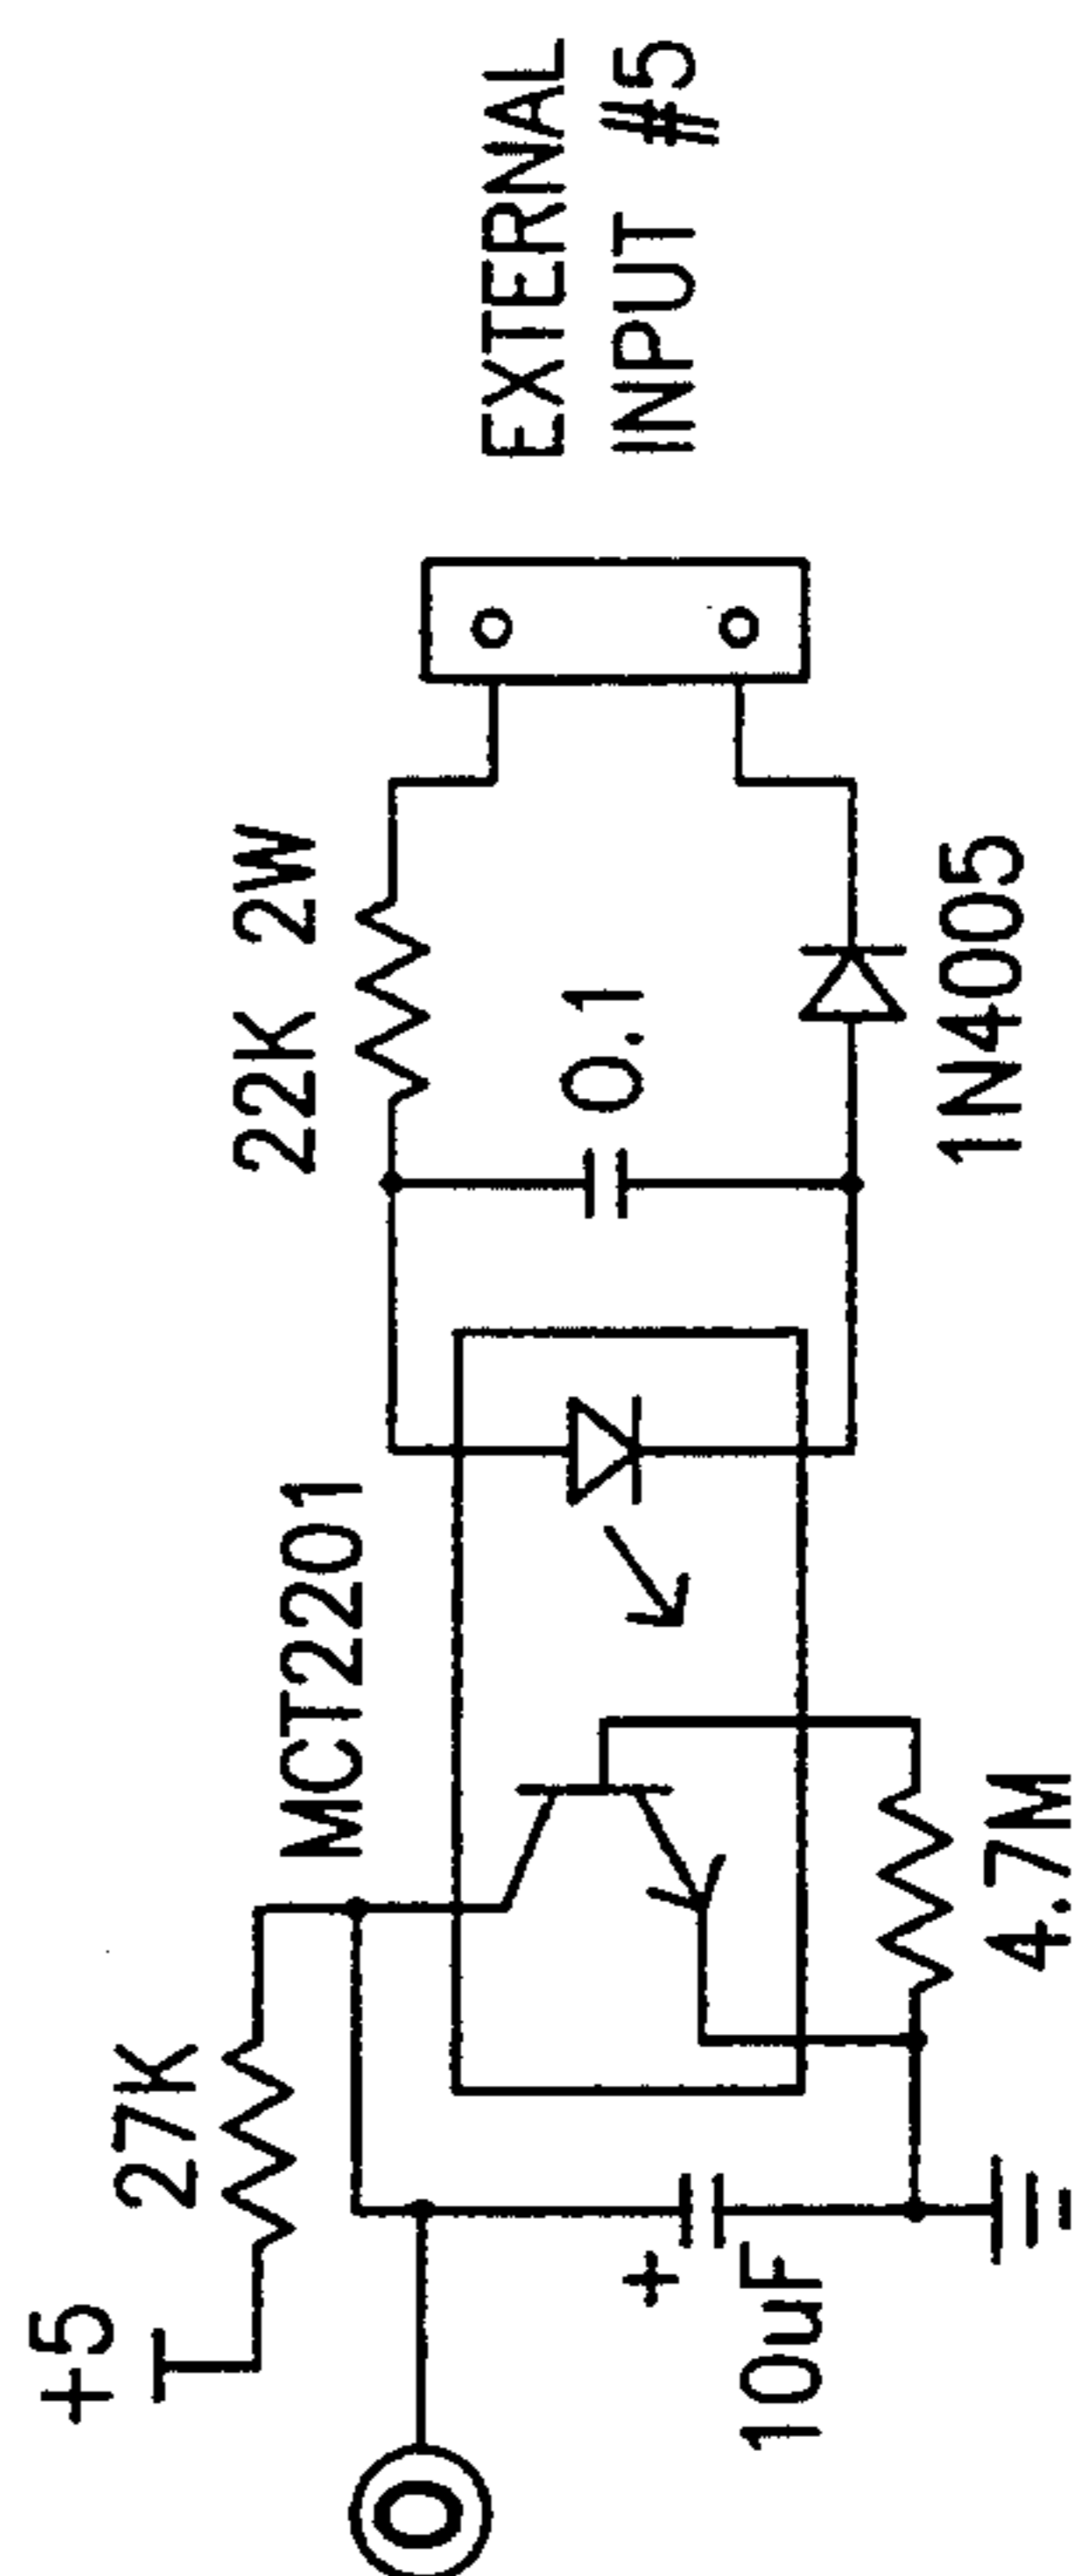 EXTERNAL
INPUT #5
22K 2W
0.1
1N4005
MCT2201
27K
4.7M
+5
+
10uF
O